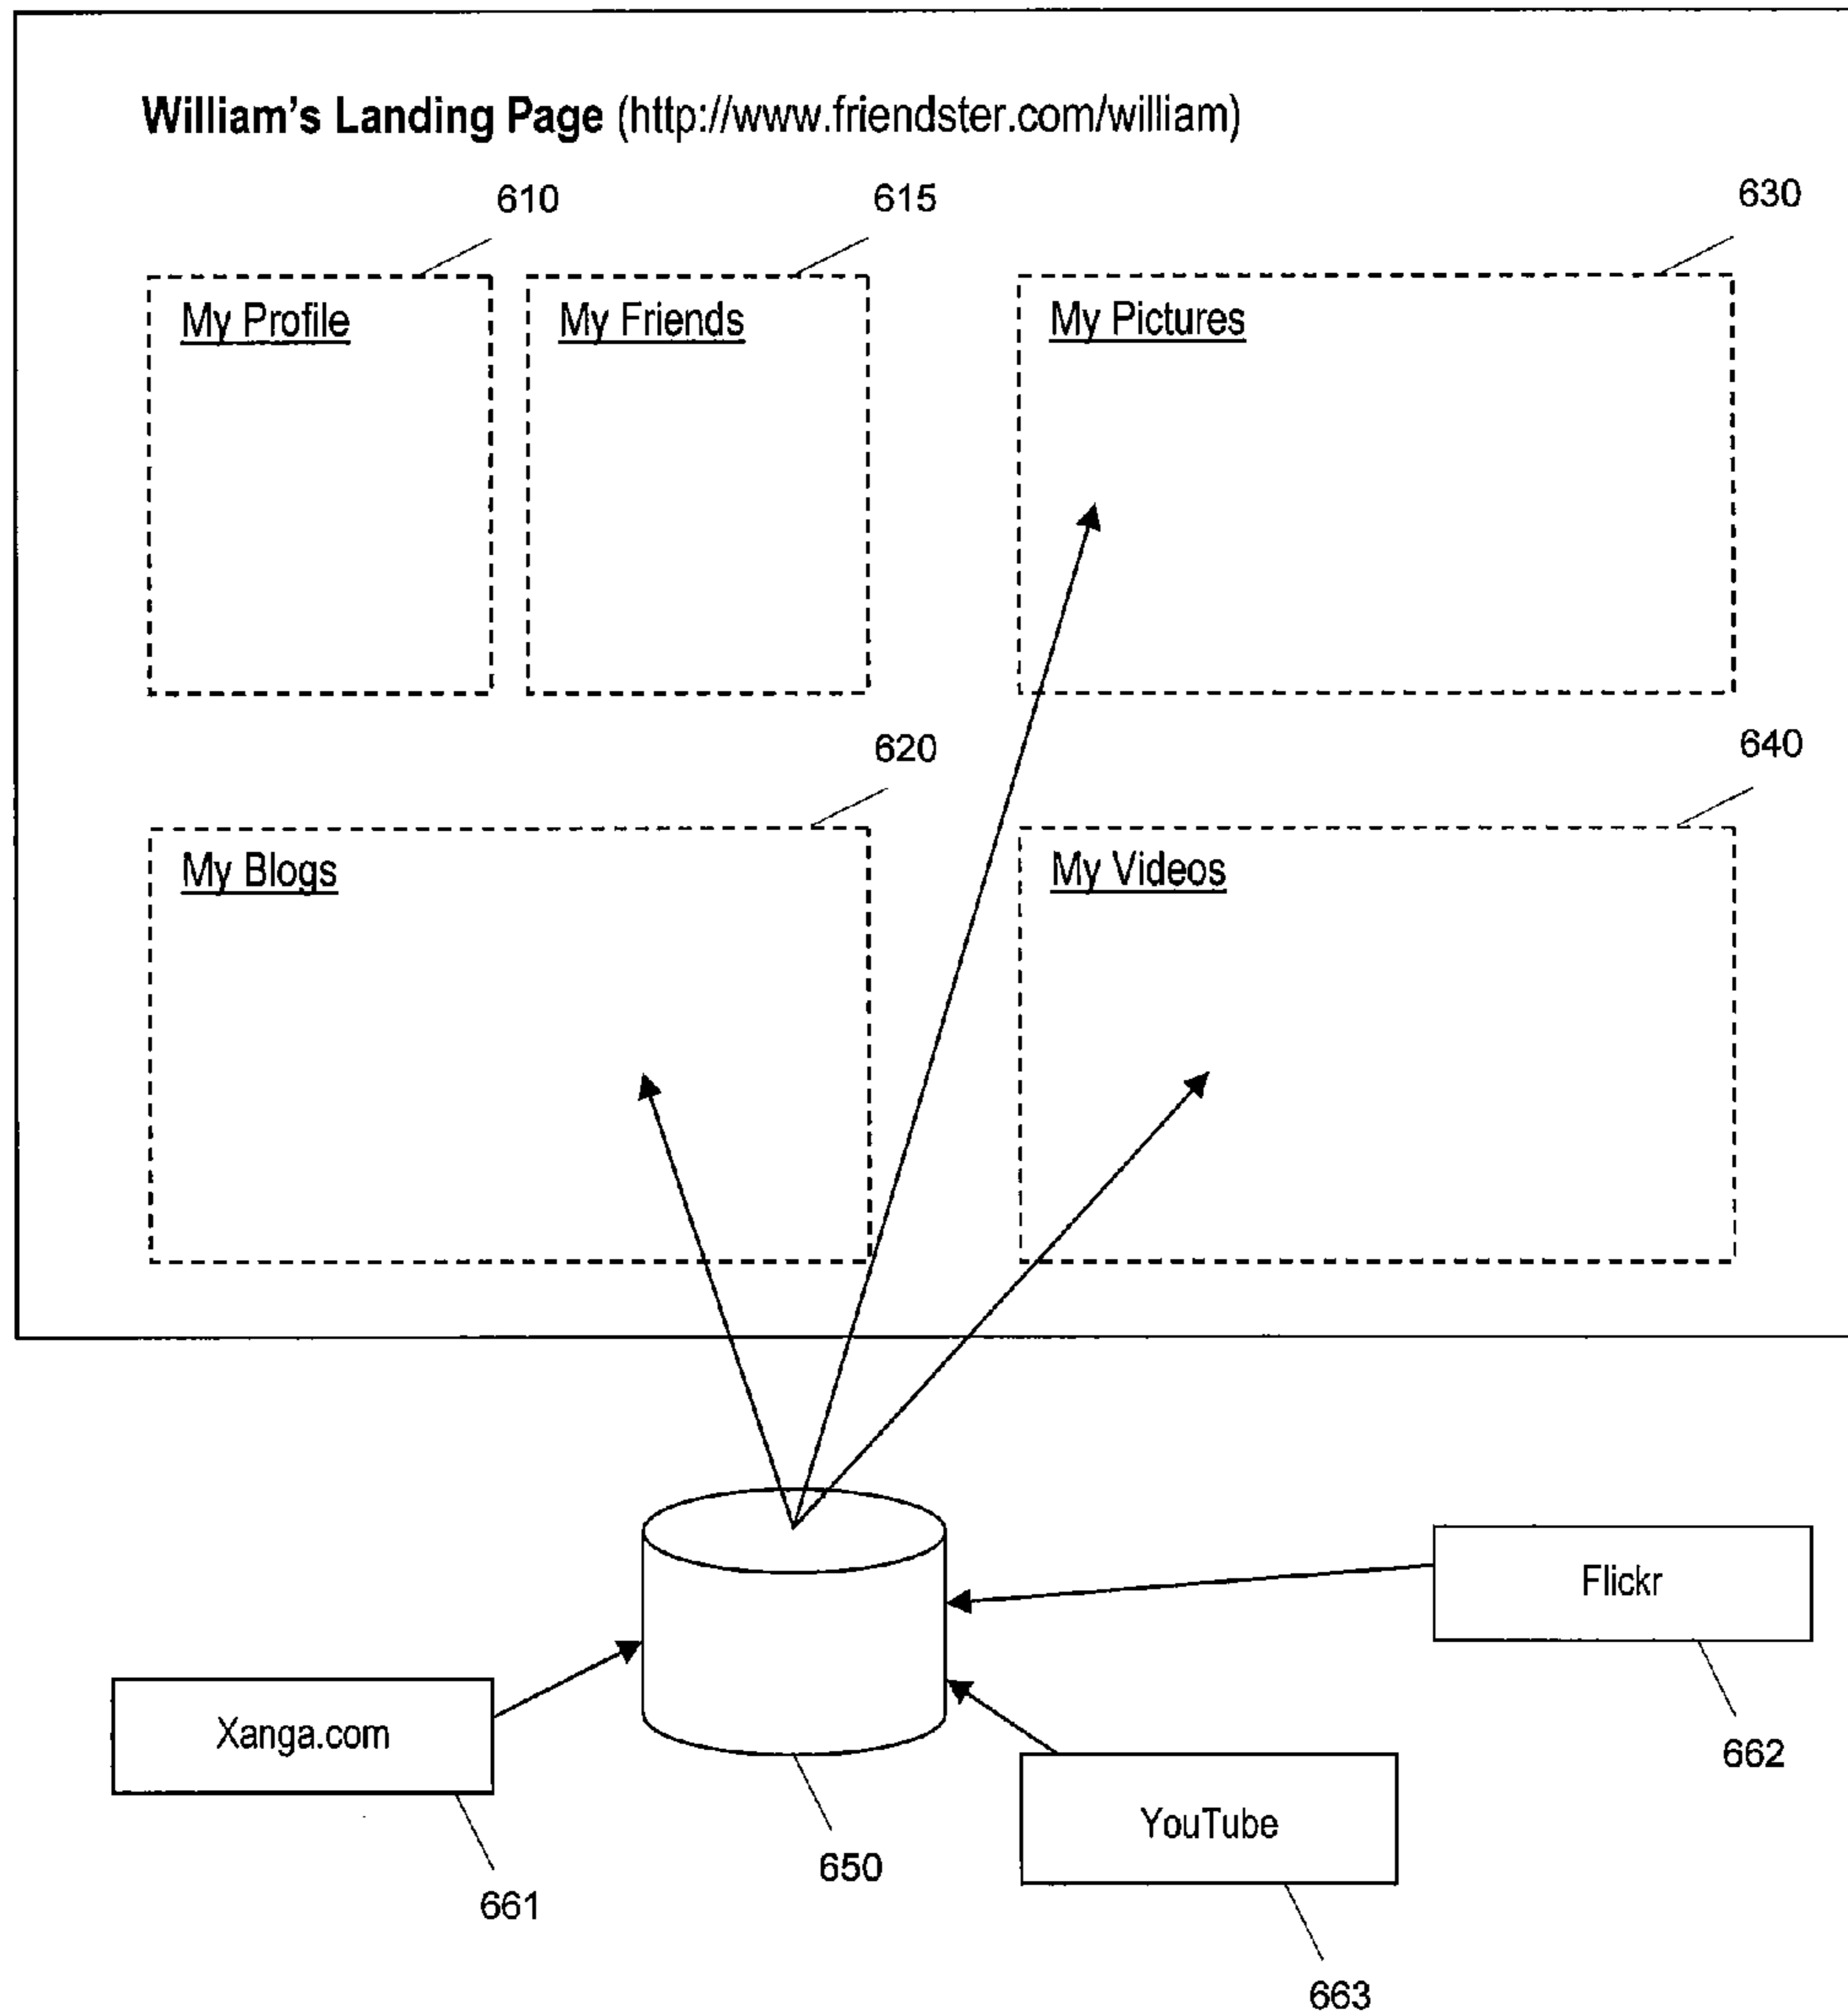 William's Landing Page (http://www.friendster.com/william)
610
615
630
My Profile
My Friends
My Pictures
620
640
My Blogs
My Videos
Flickr
Xanga.com
662
YouTube
650
661
663